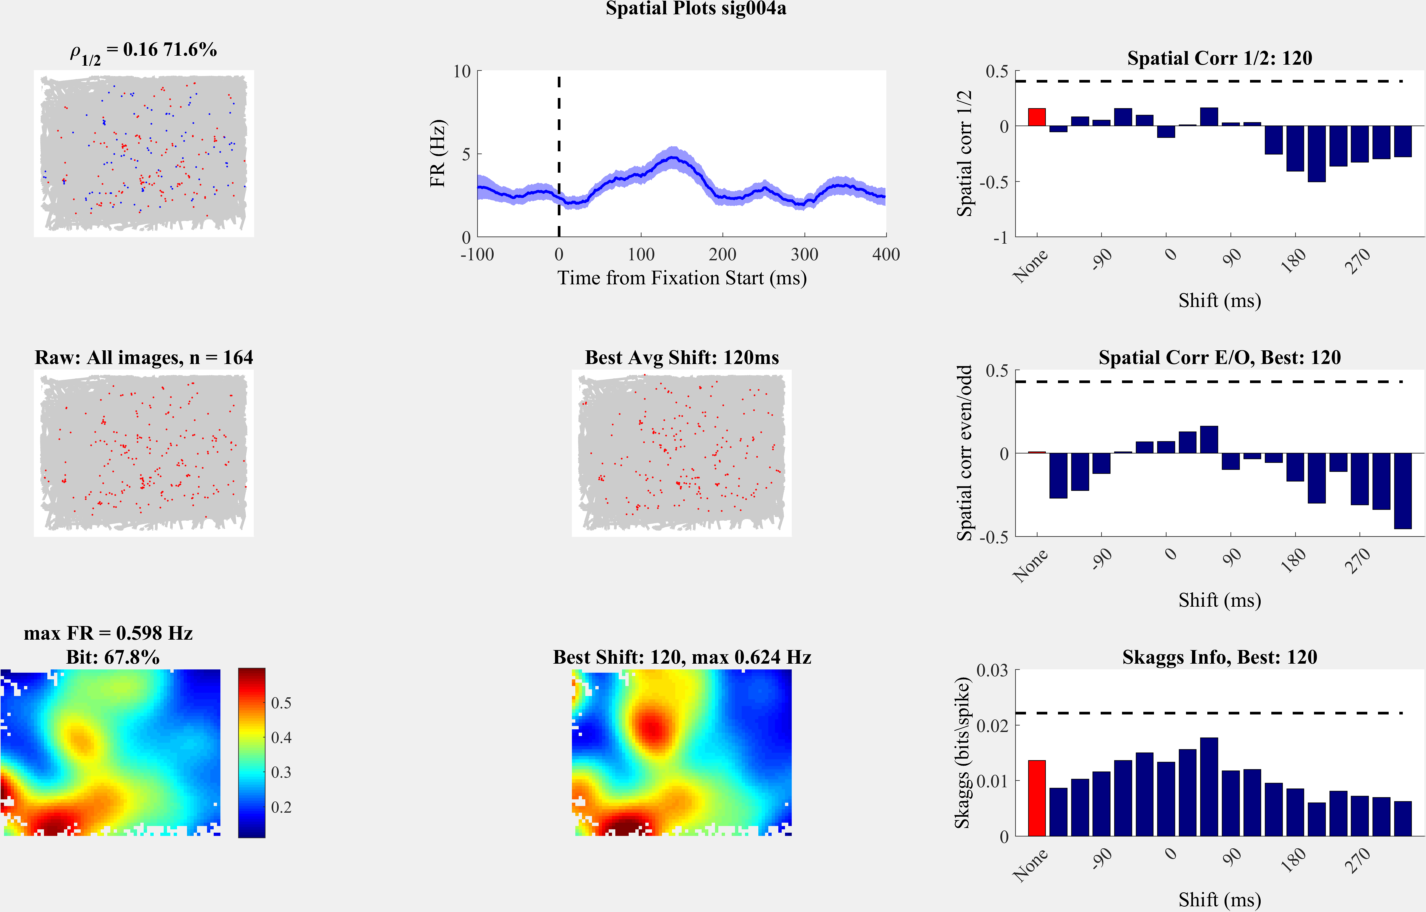 Spatial Plots sig004a
ρ1/2 = 0.16 71.6%
10
5
0
FR (Hz)
-100 0 100 200 300 400
Time from Fixation Start (ms)
Spatial Corr 1/2: 120
0.5
0
-0.5
-1
Spatial corr 1/2
None -90 0 90 180 270
Shift (ms)
Raw: All images, n = 164
Best Avg Shift: 120ms
Spatial Corr E/O, Best: 120
0.5
0
-0.5
Spatial corr even/odd
None -90 0 90 180 270
Shift (ms)
max FR = 0.598 Hz
Bit: 67.8%
0.5
0.4
0.3
0.2
Best Shift: 120, max 0.624 Hz
Skaggs Info, Best: 120
0.03
0.02
0.01
0
Skaggs (bits\spike)
None -90 0 90 180 270
Shift (ms)